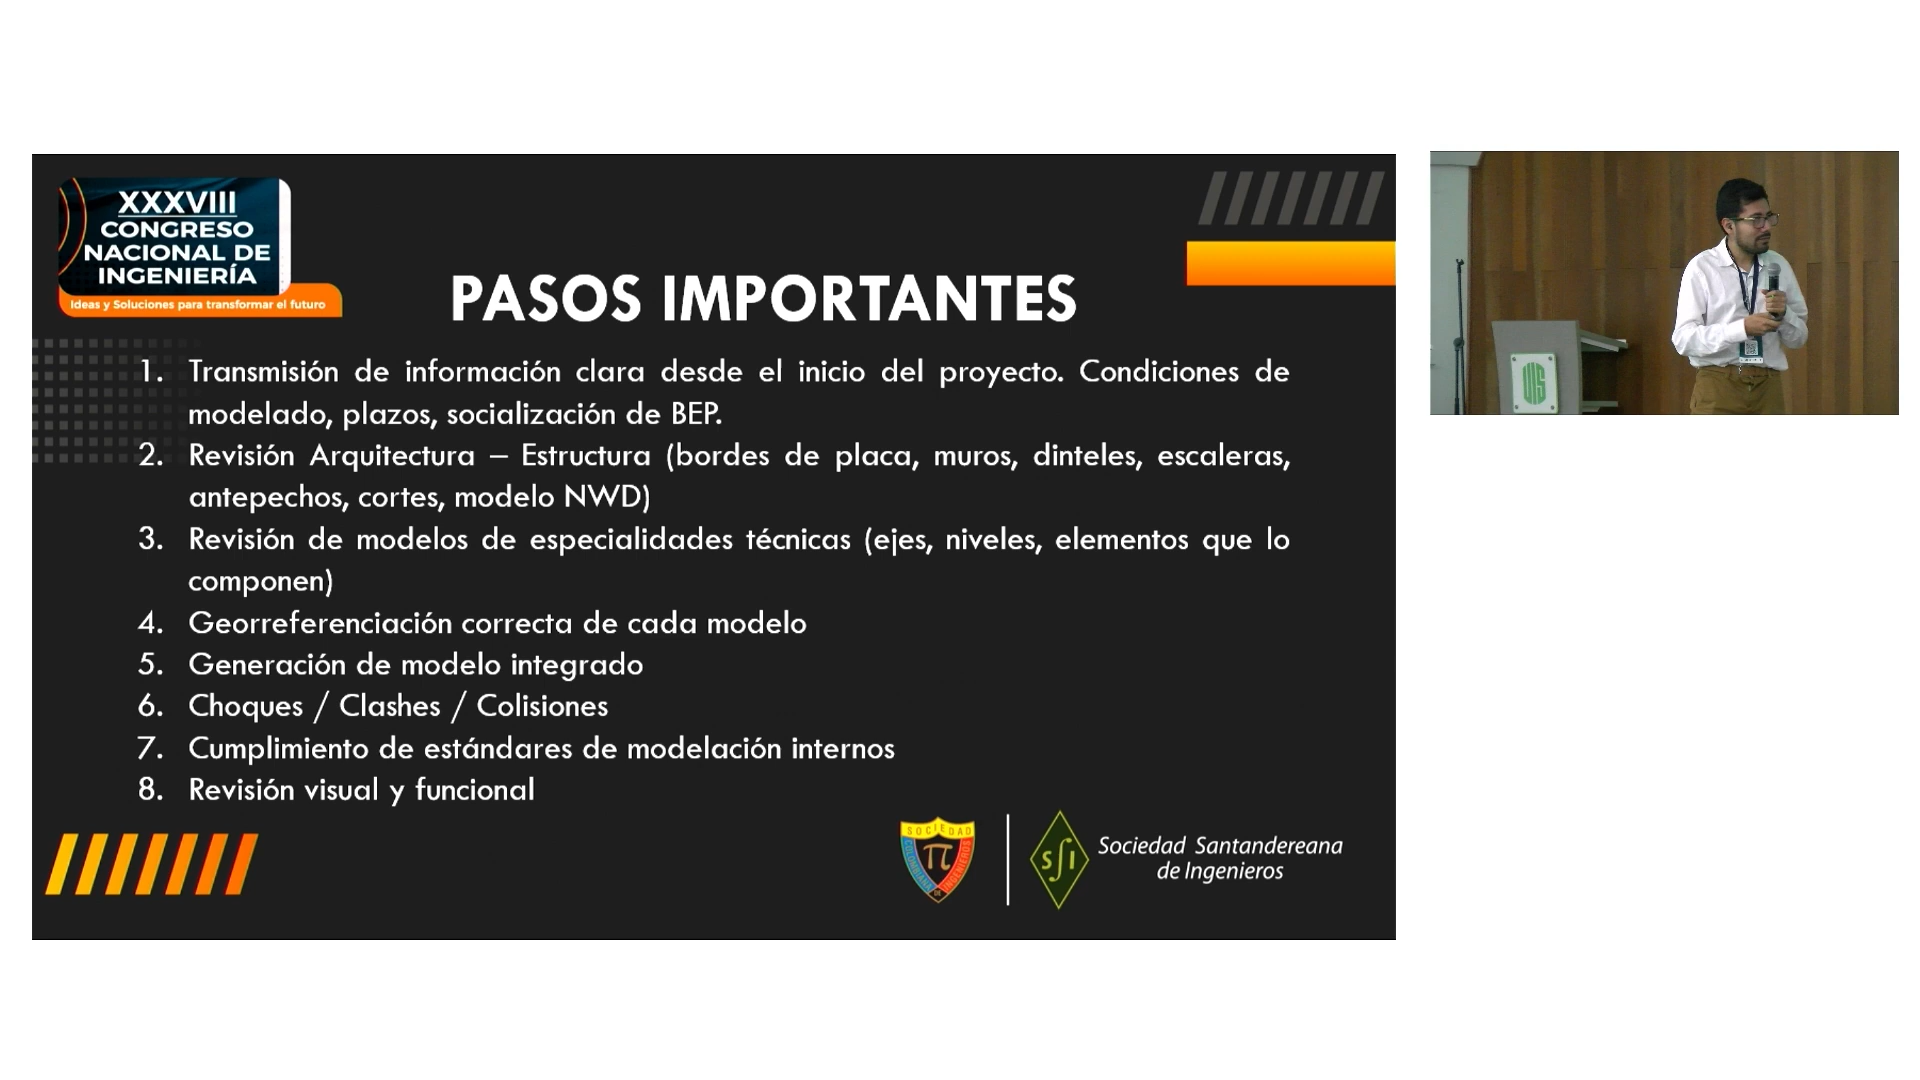 XXXVIII
CONGRESO
NACIONAL DE
INGENIERÍA
Ideas y Soluciones para transformar el futuro
PASOS IMPORTANTES
1. Transmisión de información clara desde el inicio del proyecto. Condiciones de
modelado, plazos, socialización de BEP.
2. Revisión Arquitectura – Estructura (bordes de placa, muros, dinteles, escaleras,
antepechos, cortes, modelo NWD)
3. Revisión de modelos de especialidades técnicas (ejes, niveles, elementos que lo
componen)
4. Georreferenciación correcta de cada modelo
5. Generación de modelo integrado
6. Choques / Clashes / Colisiones
7. Cumplimiento de estándares de modelación internos
8. Revisión visual y funcional
SOCIEDAD
COLOMBIANA
DE
INGENIEROS
π
S∫I
Sociedad Santandereana
de Ingenieros
UIS